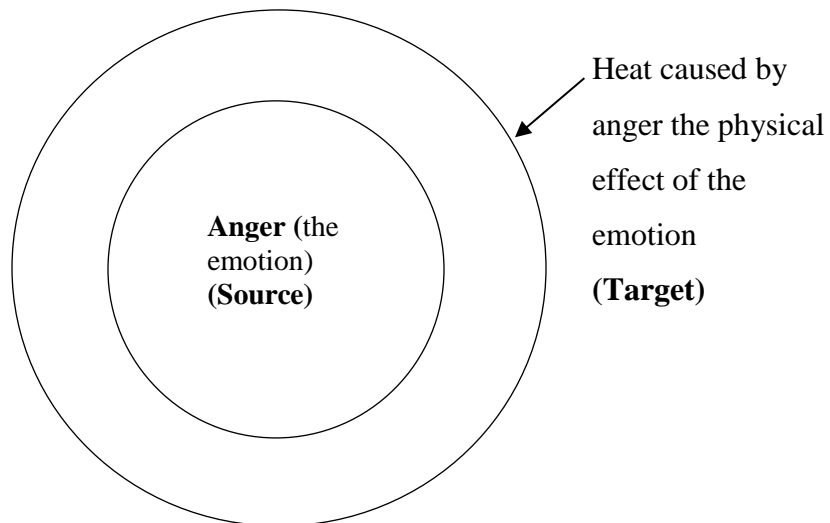 Heat caused by
anger the physical
effect of the
emotion
(Target)
Anger (the
emotion)
(Source)